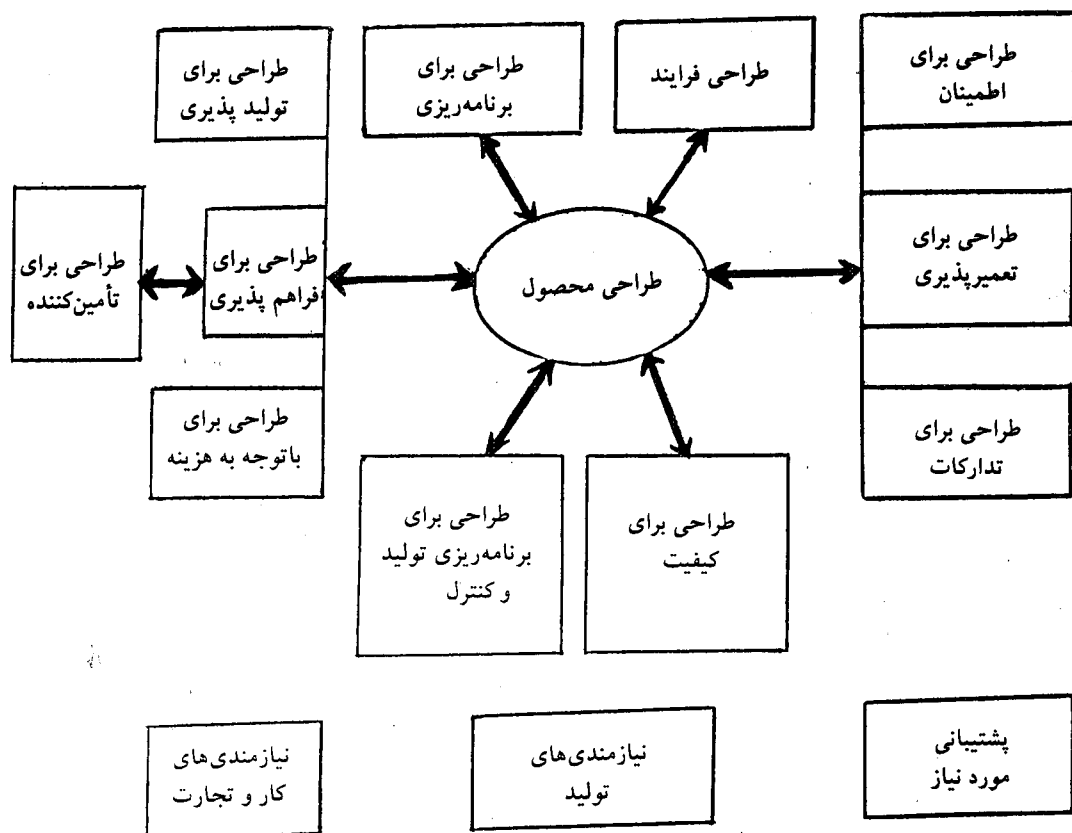 طراحی برای
اطمینان
طراحی فرایند
طراحی برای
برنامه‌ریزی
طراحی برای
تولید پذیری
طراحی برای
تعمیرپذیری
طراحی محصول
طراحی برای
فراهم پذیری
طراحی برای
تأمین‌کننده
طراحی برای
تدارکات
طراحی برای
باتوجه به هزینه
طراحی برای
کیفیت
طراحی برای
برنامه‌ریزی تولید
و کنترل
پشتیبانی
مورد نیاز
نیازمندی‌های
تولید
نیازمندی‌های
کار و تجارت